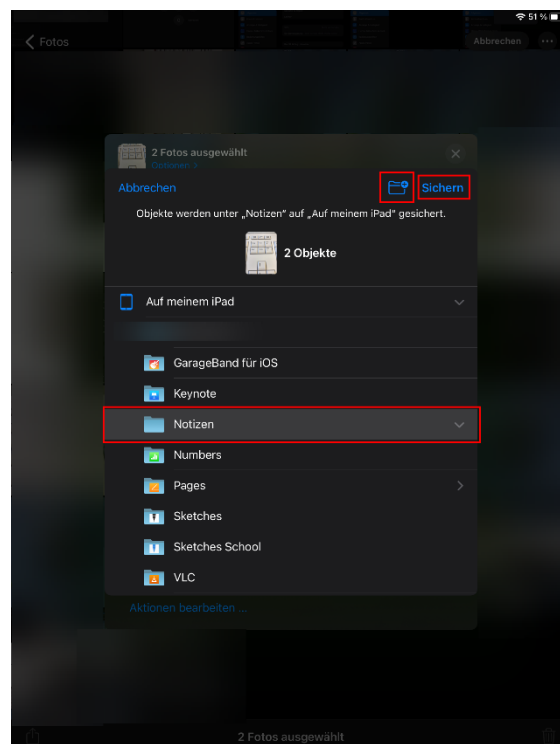 51 %
Fotos
Abbrechen
2 Fotos ausgewählt
Optionen >
Abbrechen
Sichern
Objekte werden unter „Notizen" auf „Auf meinem iPad" gesichert.
2 Objekte
Auf meinem iPad
GarageBand für iOS
Keynote
Notizen
Numbers
Pages
Sketches
Sketches School
VLC
Aktionen bearbeiten ...
2 Fotos ausgewählt